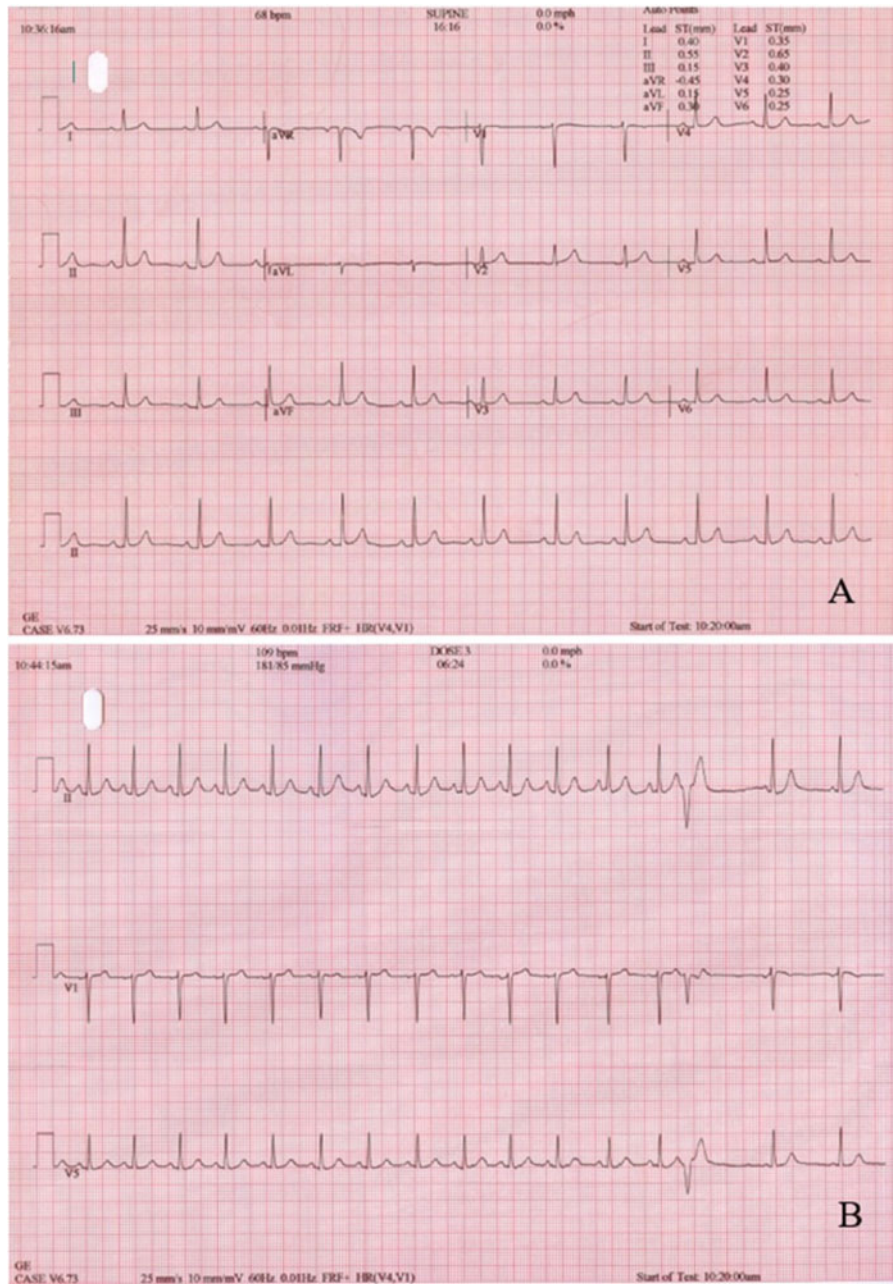 68 bpm SUPINE 0.0 mph Auto Points
10:36:16am 16:16 0.0 % Lead ST(mm) Lead ST(mm)
I 0.40 V1 0.35
II 0.55 V2 0.65
III 0.15 V3 0.40
aVR -0.45 V4 0.30
aVL 0.15 V5 0.25
aVF 0.30 V6 0.25
I aVR V1 V4
II aVL V2 V5
III aVF V3 V6
II
A
GE
CASE V6.73 25 mm/s 10 mm/mV 60Hz 0.01Hz FRF+ HR(V4,V1) Start of Test: 10:20:00am
109 bpm DOSE 3 0.0 mph
10:44:15am 181/85 mmHg 06:24 0.0 %
II
V1
V5
B
GE
CASE V6.73 25 mm/s 10 mm/mV 60Hz 0.01Hz FRF+ HR(V4,V1) Start of Test: 10:20:00am